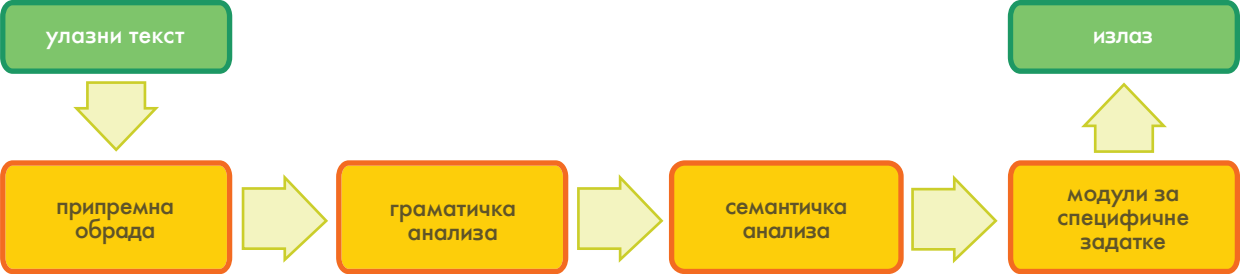 улазни текст
излаз
припремна
обрада
граматичка
анализа
семантичка
анализа
модули за
специфичне
задатке